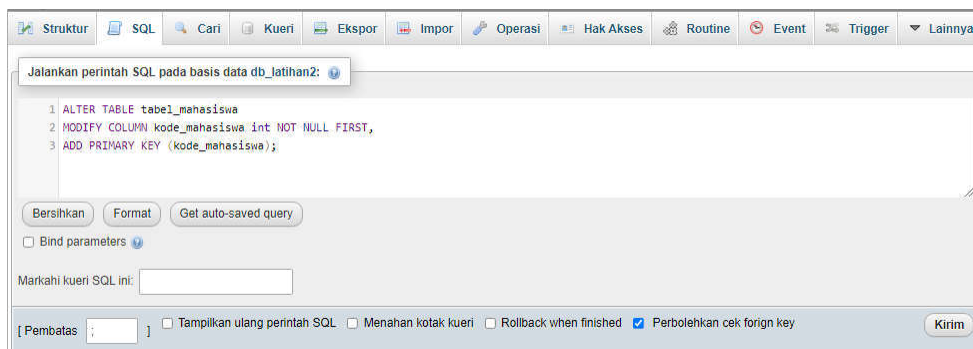 Struktur SQL Cari Kueri Ekspor Impor Operasi Hak Akses Routine Event Trigger Lainnya
Jalankan perintah SQL pada basis data db_latihan2:
1 ALTER TABLE tabel_mahasiswa
2 MODIFY COLUMN kode_mahasiswa int NOT NULL FIRST,
3 ADD PRIMARY KEY (kode_mahasiswa);
Bersihkan Format Get auto-saved query
Bind parameters
Markahi kueri SQL ini:
[ Pembatas ; ] Tampilkan ulang perintah SQL Menahan kotak kueri Rollback when finished Perbolehkan cek forign key Kirim